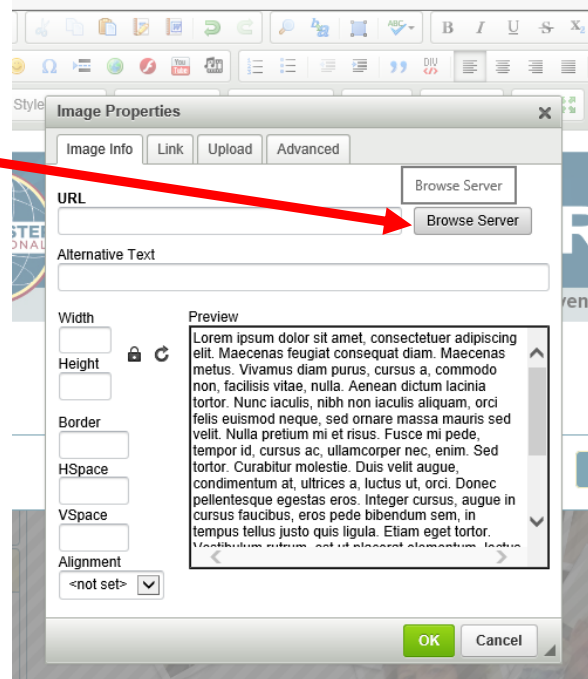 ABC B I U S X₂
You Tube DIV
Style
Image Properties
Image Info Link Upload Advanced
Browse Server
URL
Browse Server
Alternative Text
Width
Preview
Height
Border
HSpace
VSpace
Alignment
<not set>
Lorem ipsum dolor sit amet, consectetuer adipiscing
elit. Maecenas feugiat consequat diam. Maecenas
metus. Vivamus diam purus, cursus a, commodo
non, facilisis vitae, nulla. Aenean dictum lacinia
tortor. Nunc iaculis, nibh non iaculis aliquam, orci
felis euismod neque, sed ornare massa mauris sed
velit. Nulla pretium mi et risus. Fusce mi pede,
tempor id, cursus ac, ullamcorper nec, enim. Sed
tortor. Curabitur molestie. Duis velit augue,
condimentum at, ultrices a, luctus ut, orci. Donec
pellentesque egestas eros. Integer cursus, augue in
cursus faucibus, eros pede bibendum sem, in
tempus tellus justo quis ligula. Etiam eget tortor.
OK Cancel